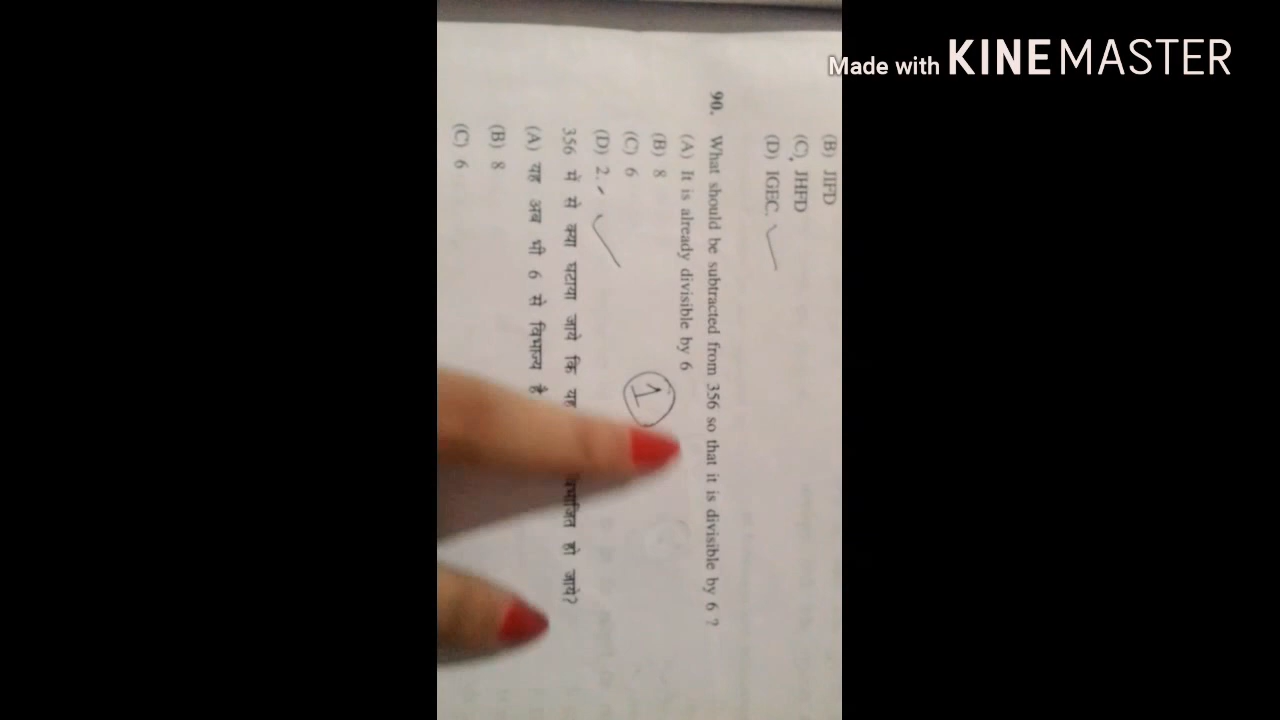 Made with KINEMASTER
(B) JIFD
(C) JHFD
(D) IGEC.
90. What should be subtracted from 356 so that it is divisible by 6 ?
(A) It is already divisible by 6
(B) 8
(C) 6
(D) 2.
1
356 में से क्या घटाया जाये कि यह हो जाये?
(A) यह अब भी 6 से विभाज्य है
(B) 8
(C) 6